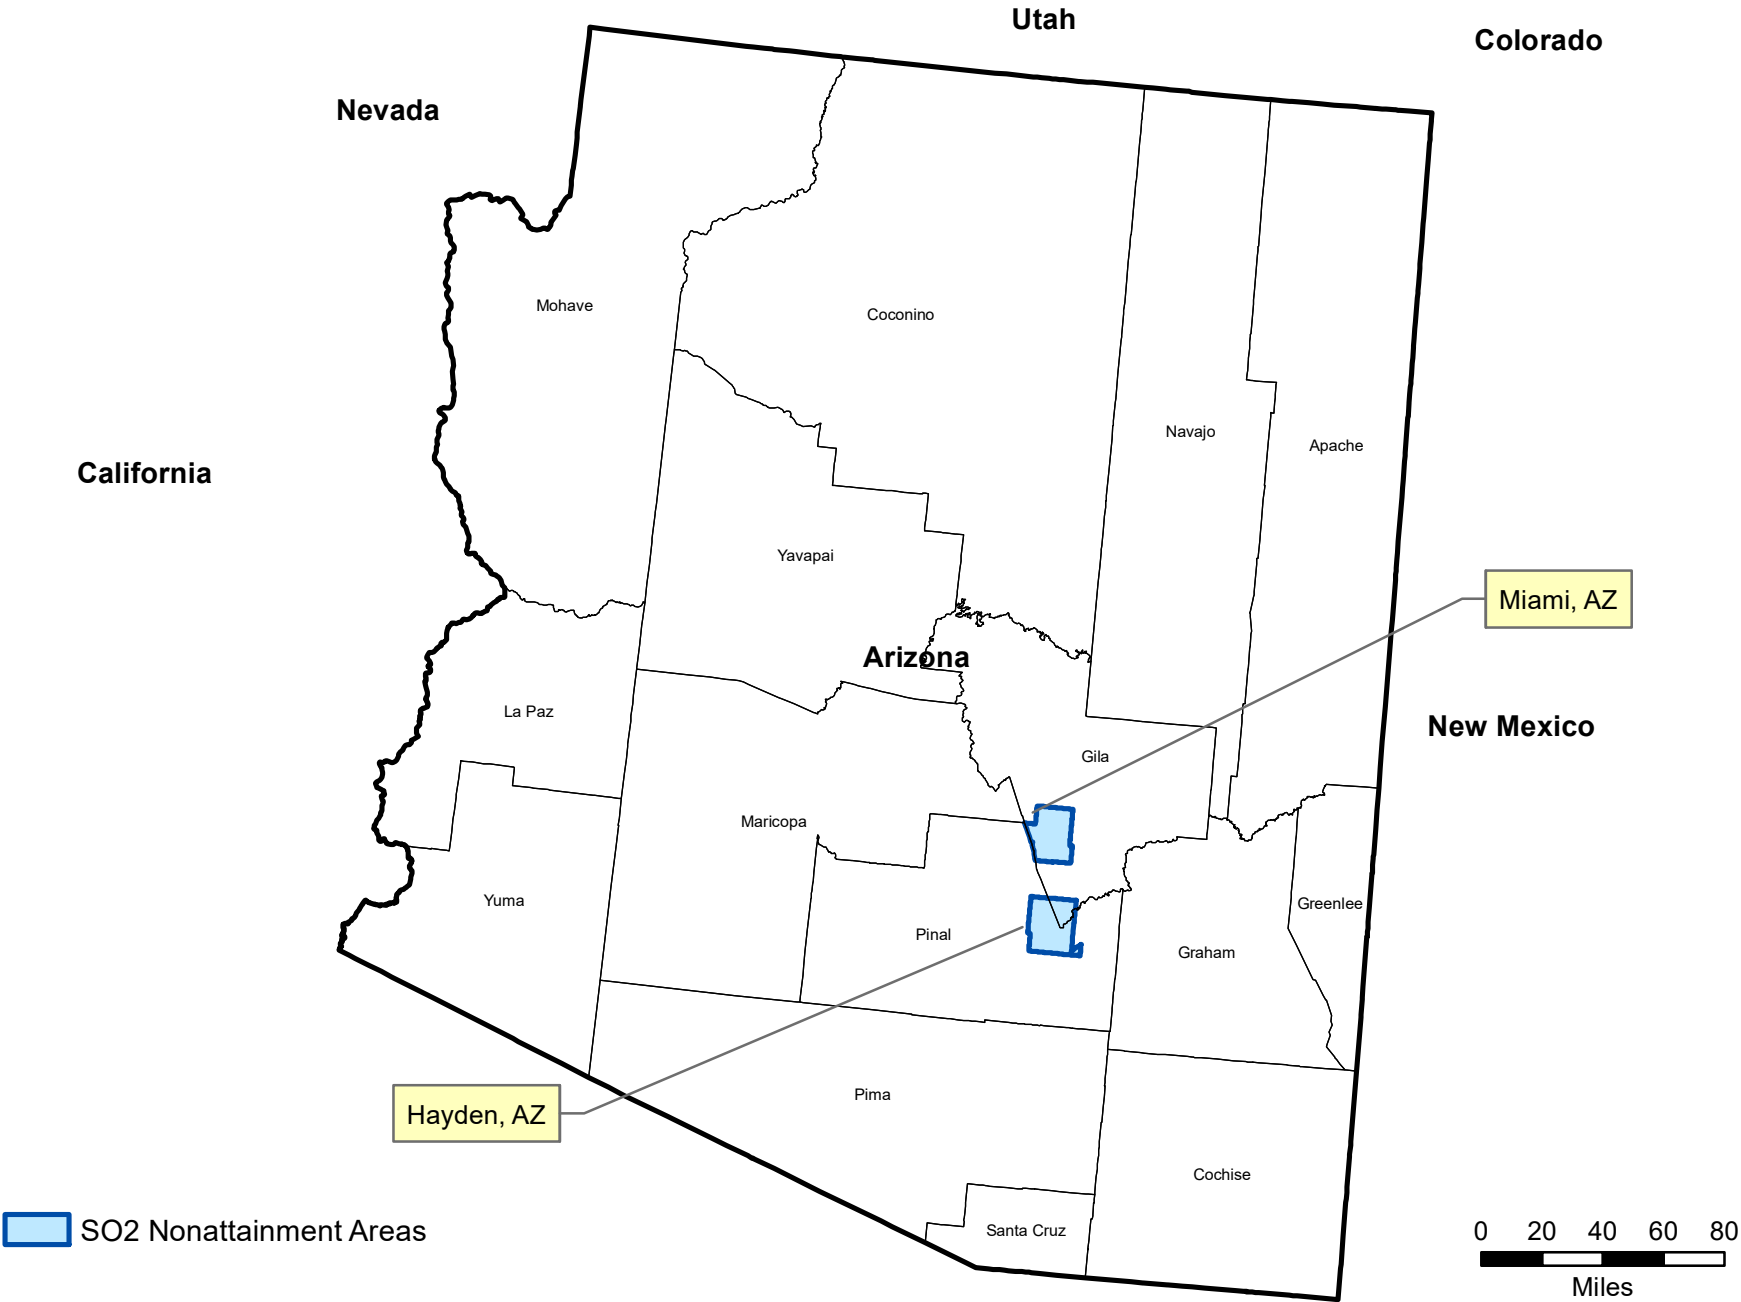 Utah
Colorado
Nevada
Mohave
Coconino
Navajo
Apache
California
Yavapai
Miami, AZ
Arizona
La Paz
New Mexico
Gila
Maricopa
Yuma
Greenlee
Pinal
Graham
Pima
Hayden, AZ
Cochise
Santa Cruz
SO2 Nonattainment Areas
0 20 40 60 80
Miles